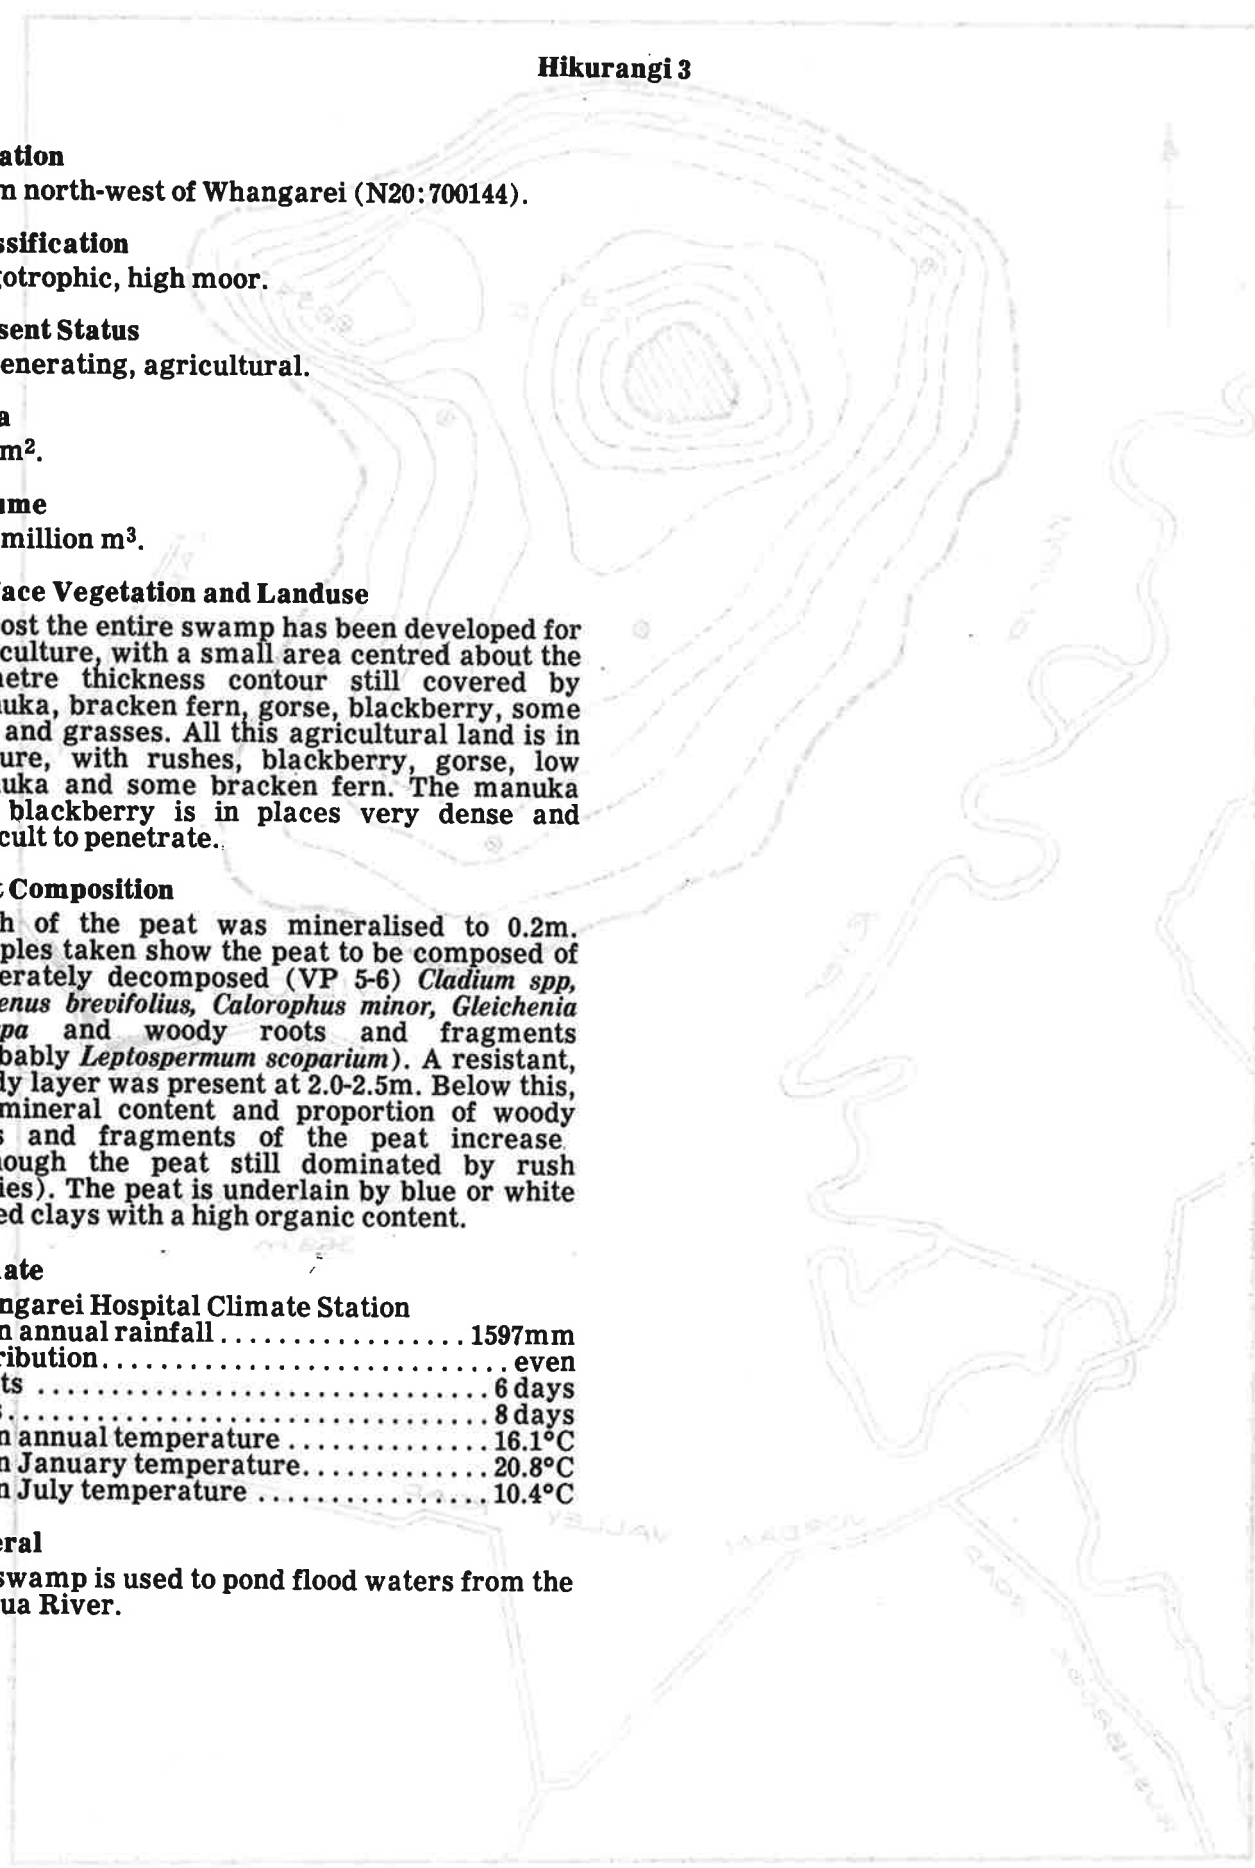 Hikurangi 3
ation
m north-west of Whangarei (N20:700144).
ssification
gotrophic, high moor.
sent Status
enerating, agricultural.
a
m².
ume
million m³.
face Vegetation and Landuse
ost the entire swamp has been developed for
culture, with a small area centred about the
netre thickness contour still covered by
uka, bracken fern, gorse, blackberry, some
and grasses. All this agricultural land is in
ure, with rushes, blackberry, gorse, low
uka and some bracken fern. The manuka
blackberry is in places very dense and
cult to penetrate.
t Composition
h of the peat was mineralised to 0.2m.
ples taken show the peat to be composed of
erately decomposed (VP 5-6) Cladium spp,
enus brevifolius, Calorophus minor, Gleichenia
pa and woody roots and fragments
bably Leptospermum scoparium). A resistant,
dy layer was present at 2.0-2.5m. Below this,
mineral content and proportion of woody
s and fragments of the peat increase
hough the peat still dominated by rush
ies). The peat is underlain by blue or white
ed clays with a high organic content.
ate
ngarei Hospital Climate Station
n annual rainfall ................. 1597mm
ribution............................ even
ts ................................ 6 days
s.................................. 8 days
n annual temperature .............. 16.1°C
n January temperature............. 20.8°C
n July temperature ................ 10.4°C
eral
swamp is used to pond flood waters from the
ua River.